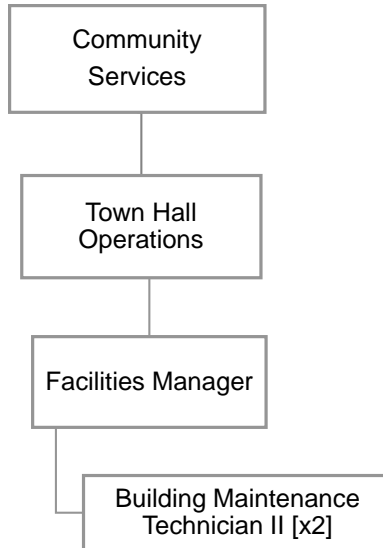 Community
Services
Town Hall
Operations
Facilities Manager
Building Maintenance
Technician II [x2]